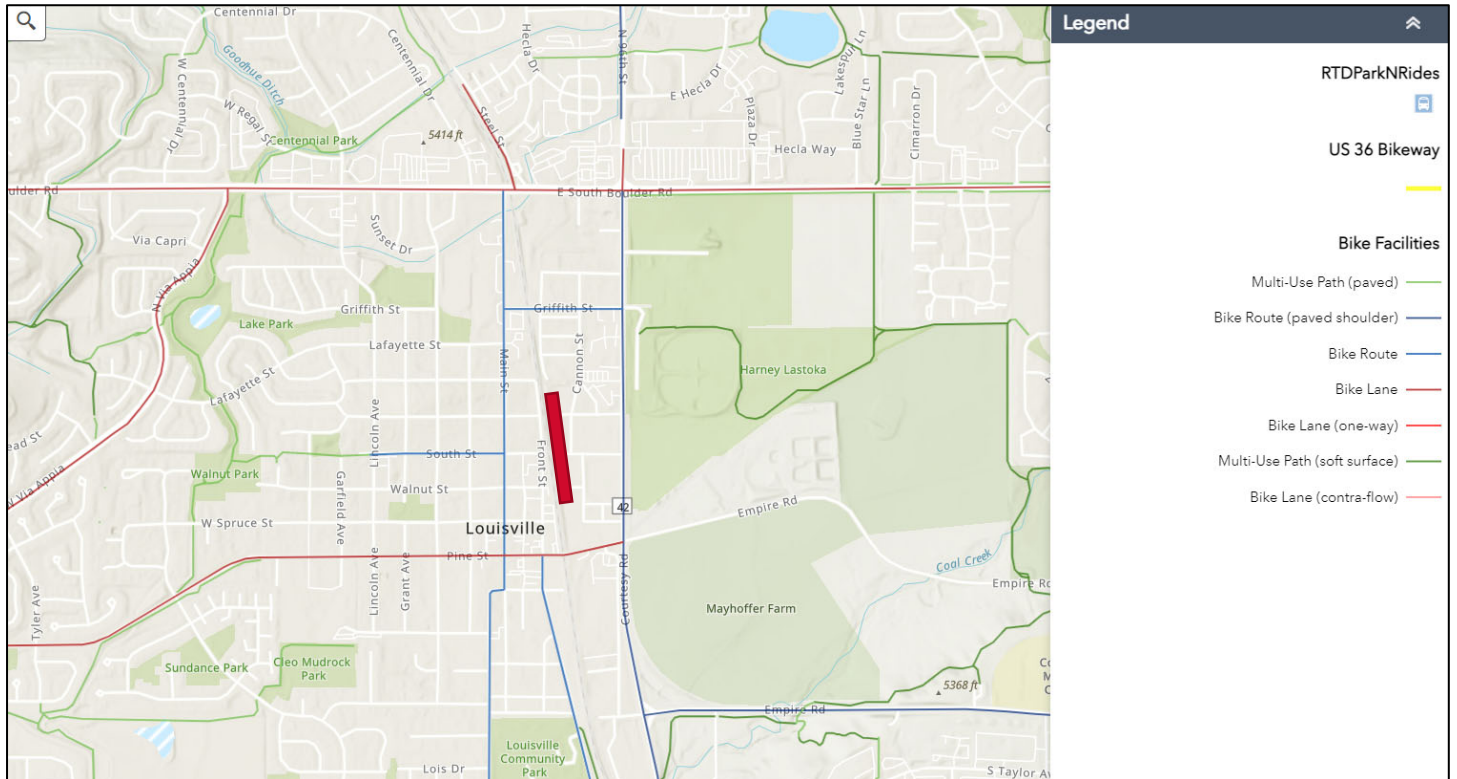 Legend
RTDParkNRides
US 36 Bikeway
Bike Facilities
Multi-Use Path (paved)
Bike Route (paved shoulder)
Bike Route
Bike Lane
Bike Lane (one-way)
Multi-Use Path (soft surface)
Bike Lane (contra-flow)
Centennial Dr
Centennial Dr
W Centennial Dr
Goodhue Ditch
W Regal St
Centennial Park
5414 ft
Steel St
Hecla Dr
N 96th St
E Hecla Dr
Plaza Dr
Hecla Way
Lakespur Ln
Blue Star Ln
Cimarron Dr
oulder Rd
E South Boulder Rd
Via Capri
Sunset Dr
N Via Appia
Griffith St
Griffith St
Lake Park
Lafayette St
Lafayette St
Main St
Cannon St
Harney Lastoka
ead St
N Via Appia
Lincoln Ave
South St
Front St
Walnut Park
Garfield Ave
Walnut St
W Spruce St
Louisville
42
Empire Rd
Pine St
Courtesy Rd
Coal Creek
Empire Rd
Tyler Ave
Lincoln Ave
Grant Ave
Mayhoffer Farm
Sundance Park
Cleo Mudrock
Park
5368 ft
Empire Rd
Louisville
Community
Park
Lois Dr
S Taylor Av